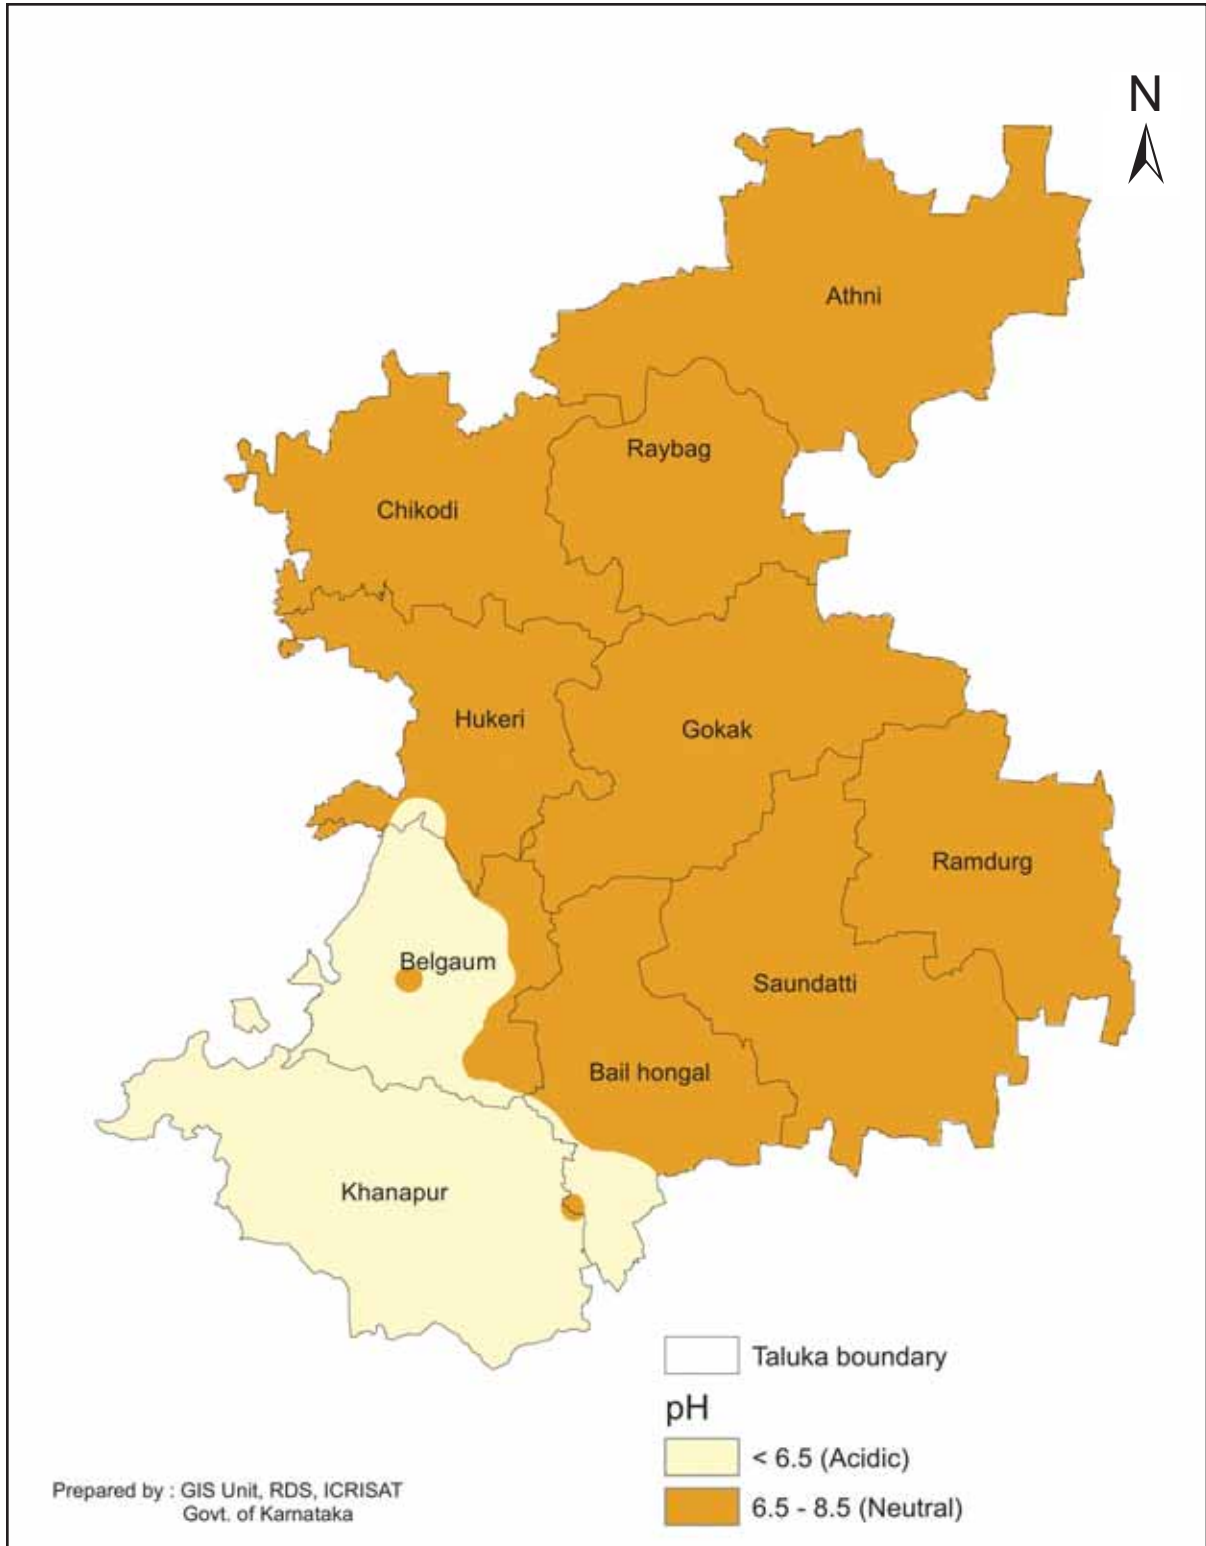 N
Athni
Raybag
Chikodi
Hukeri
Gokak
Ramdurg
Belgaum
Saundatti
Bail hongal
Khanapur
Taluka boundary
pH
< 6.5 (Acidic)
6.5 - 8.5 (Neutral)
Prepared by : GIS Unit, RDS, ICRISAT
Govt. of Karnataka